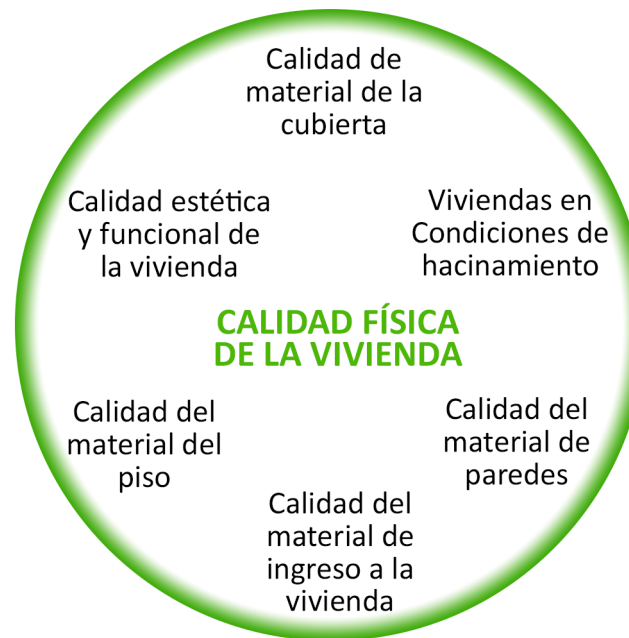 Calidad de
material de la
cubierta
Calidad estética
y funcional de
la vivienda
Viviendas en
Condiciones de
hacinamiento
CALIDAD FÍSICA
DE LA VIVIENDA
Calidad del
material del
piso
Calidad del
material de
paredes
Calidad del
material de
ingreso a la
vivienda